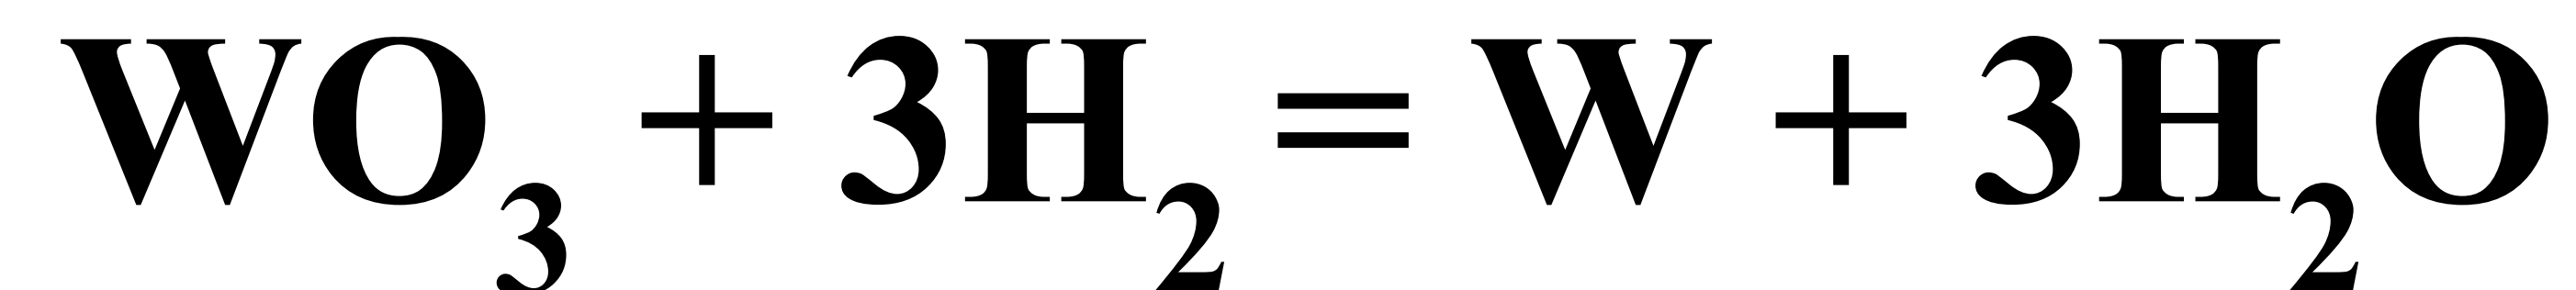 WO₃ + 3H₂ = W + 3H₂O